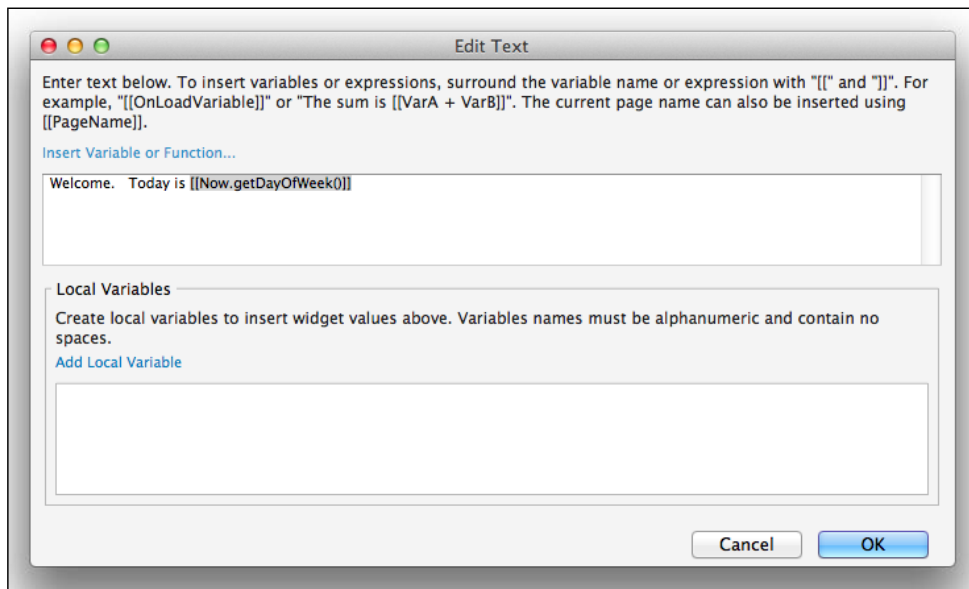 Edit Text
Enter text below. To insert variables or expressions, surround the variable name or expression with "[[" and "]]". For
example, "[[OnLoadVariable]]" or "The sum is [[VarA + VarB]]". The current page name can also be inserted using
[[PageName]].
Insert Variable or Function...
Welcome.   Today is [[Now.getDayOfWeek()]]
Local Variables
Create local variables to insert widget values above. Variables names must be alphanumeric and contain no
spaces.
Add Local Variable
Cancel OK